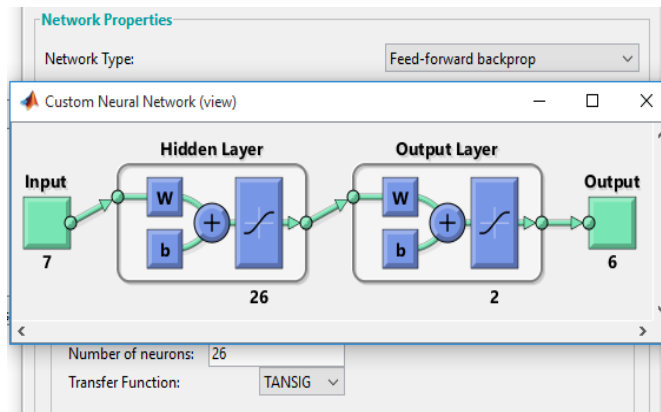 Network Properties
Network Type: Feed-forward backprop
Custom Neural Network (view)
Hidden Layer Output Layer
Input Output
W W
b b
7 6
26 2
Number of neurons: 26
Transfer Function: TANSIG